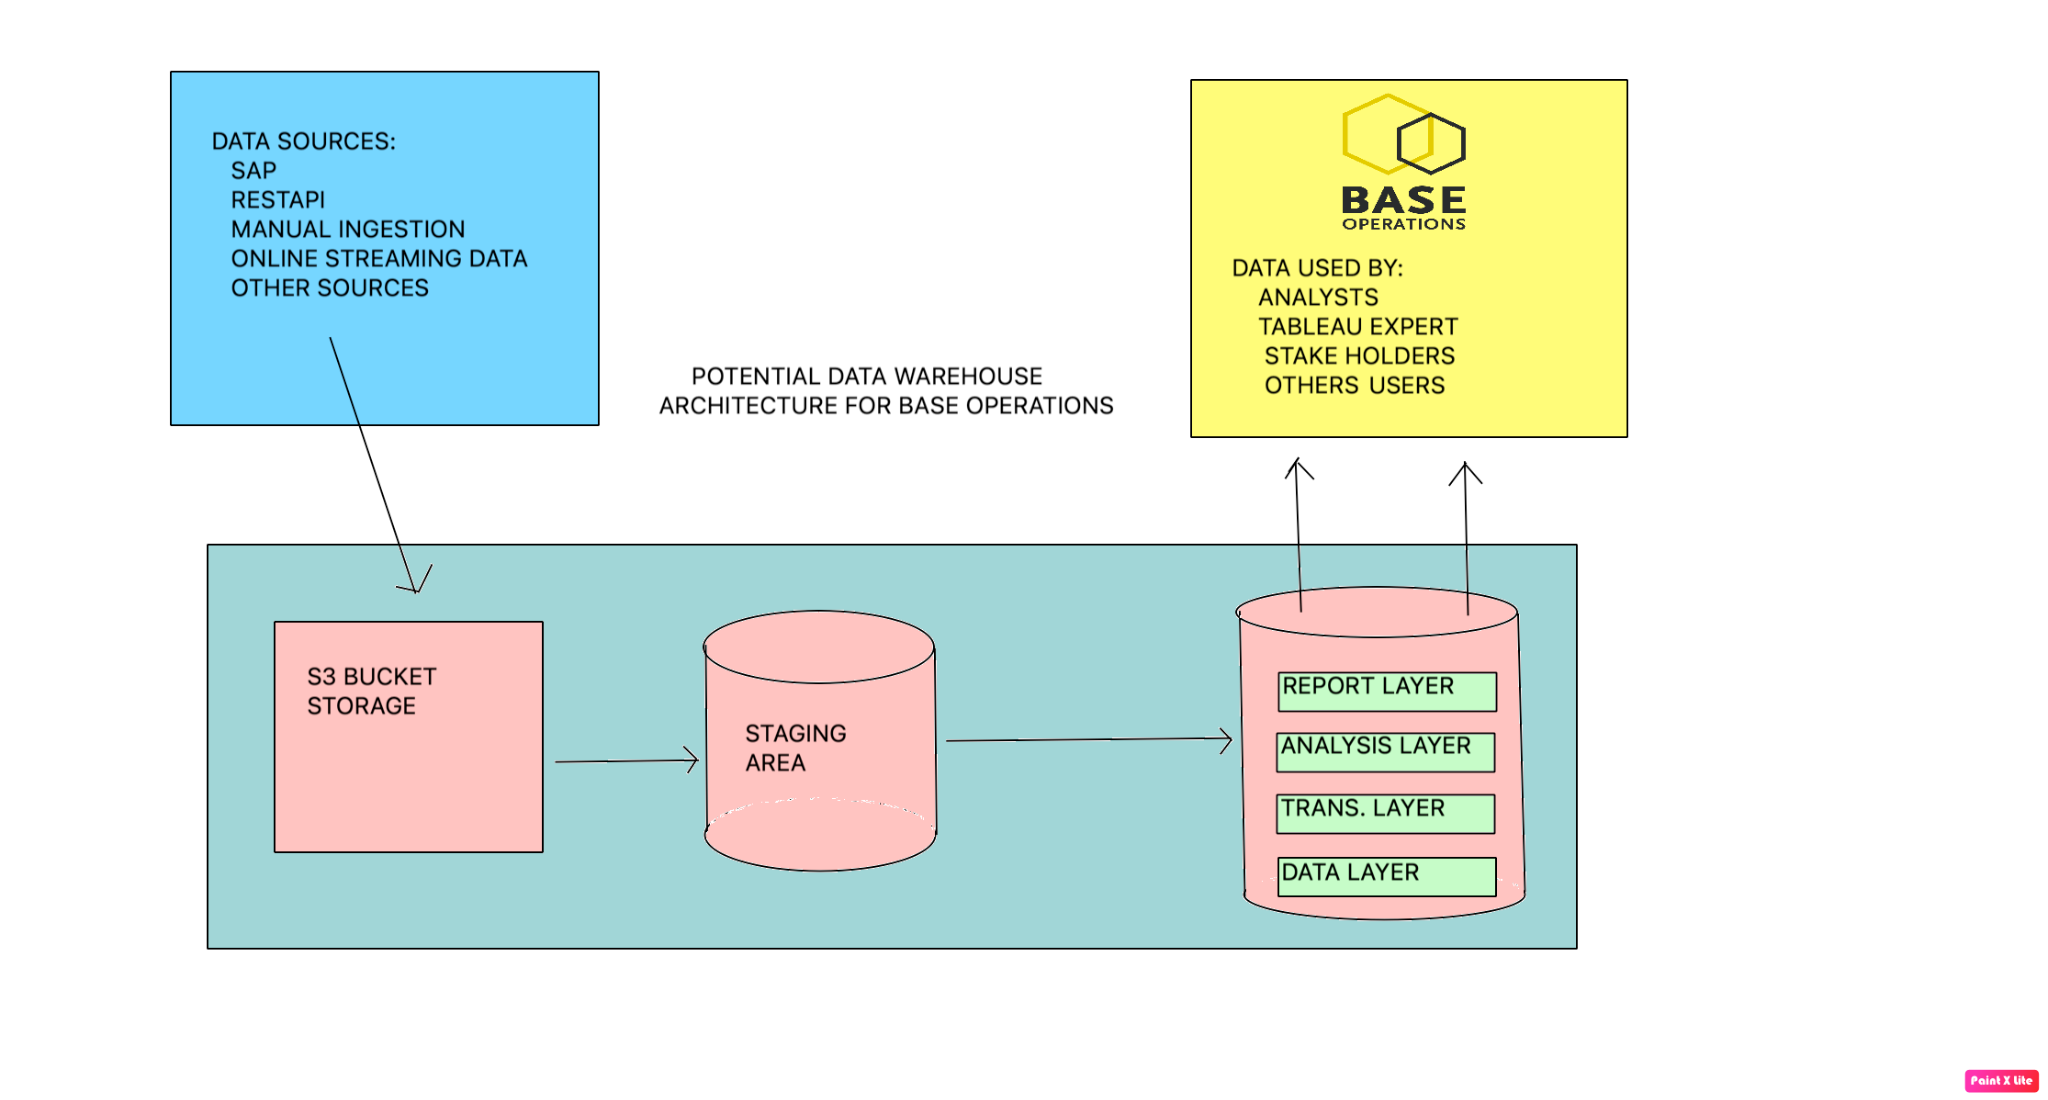 DATA SOURCES:
SAP
RESTAPI
MANUAL INGESTION
ONLINE STREAMING DATA
OTHER SOURCES
BASE
OPERATIONS
DATA USED BY:
ANALYSTS
TABLEAU EXPERT
STAKE HOLDERS
OTHERS USERS
POTENTIAL DATA WAREHOUSE
ARCHITECTURE FOR BASE OPERATIONS
S3 BUCKET
STORAGE
STAGING
AREA
REPORT LAYER
ANALYSIS LAYER
TRANS. LAYER
DATA LAYER
Paint X Lite